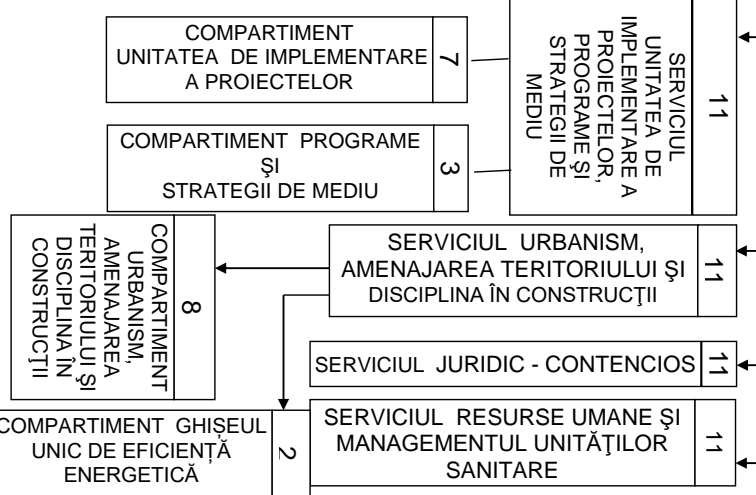 COMPARTIMENT
UNITATEA DE IMPLEMENTARE
A PROIECTELOR
7
SERVICIUL
UNITATEA DE
IMPLEMENTARE A
PROIECTELOR,
PROGRAME ŞI
STRATEGII DE
MEDIU
11
COMPARTIMENT PROGRAME
ŞI
STRATEGII DE MEDIU
3
COMPARTIMENT
URBANISM,
AMENAJAREA
TERITORIULUI ŞI
DISCIPLINA ÎN
CONSTRUCŢII
8
SERVICIUL URBANISM,
AMENAJAREA TERITORIULUI ŞI
DISCIPLINA ÎN CONSTRUCŢII
11
SERVICIUL JURIDIC - CONTENCIOS
11
COMPARTIMENT GHIŞEUL
UNIC DE EFICIENȚĂ
ENERGETICĂ
2
SERVICIUL RESURSE UMANE ŞI
MANAGEMENTUL UNITĂŢILOR
SANITARE
11